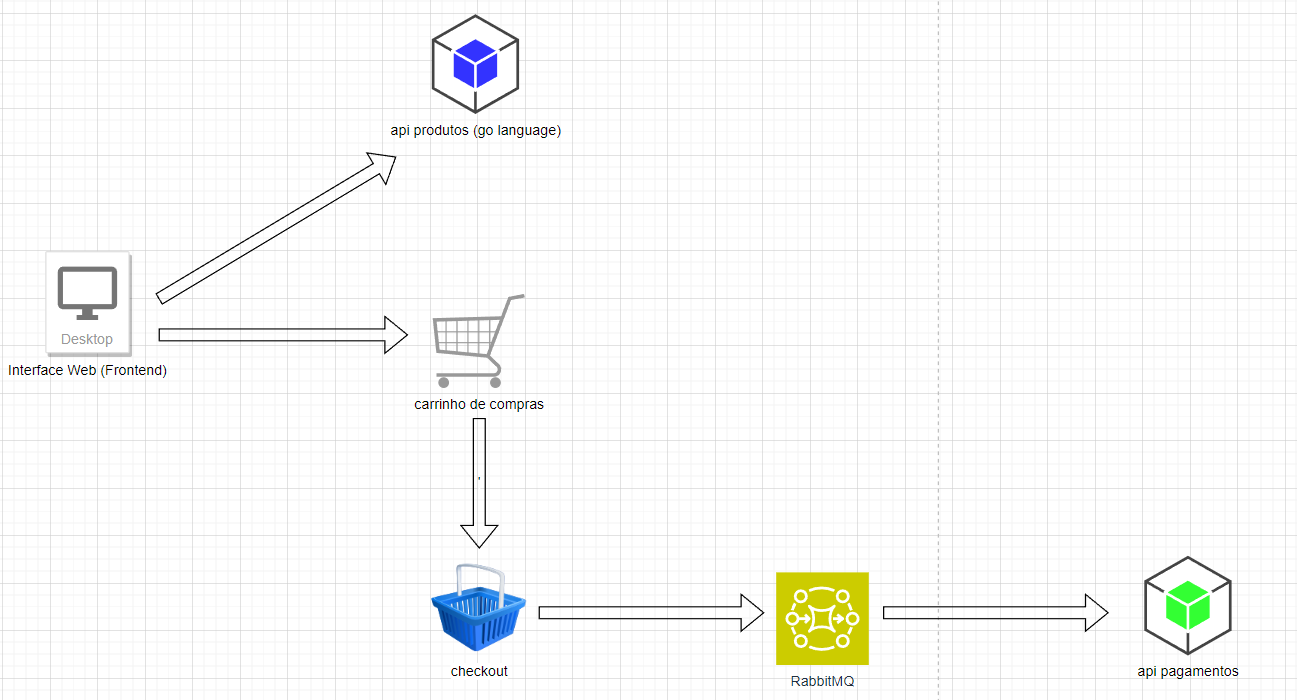 api produtos (go language)
Desktop
Interface Web (Frontend)
carrinho de compras
'
checkout
RabbitMQ
api pagamentos